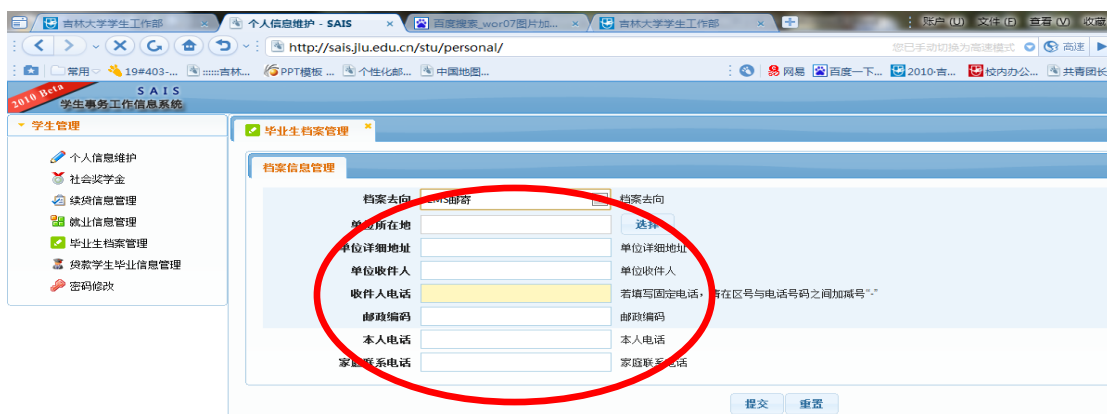 吉林大学学生工作部 × 个人信息维护 - SAIS × 百度搜索_wor07图片加... × 吉林大学学生工作部 × 账户(U) 文件(F) 查看(V) 收藏
http://sais.jlu.edu.cn/stu/personal/ 您已手动切换为高速模式 高速
常用 19#403-... ::::::吉林... PPT模板 ... 个性化邮... 中国地图... 网易 百度一下... 2010·吉... 校内办公... 共青团长
2010 Beta SAIS
学生事务工作信息系统
学生管理
个人信息维护
社会奖学金
续贷信息管理
就业信息管理
毕业生档案管理
贷款学生毕业信息管理
密码修改
毕业生档案管理 ×
档案信息管理
档案去向 EMS邮寄 档案去向
单位所在地 选择
单位详细地址 单位详细地址
单位收件人 单位收件人
收件人电话 若填写固定电话，请在区号与电话号码之间加减号"-"
邮政编码 邮政编码
本人电话 本人电话
家庭联系电话 家庭联系电话
提交 重置